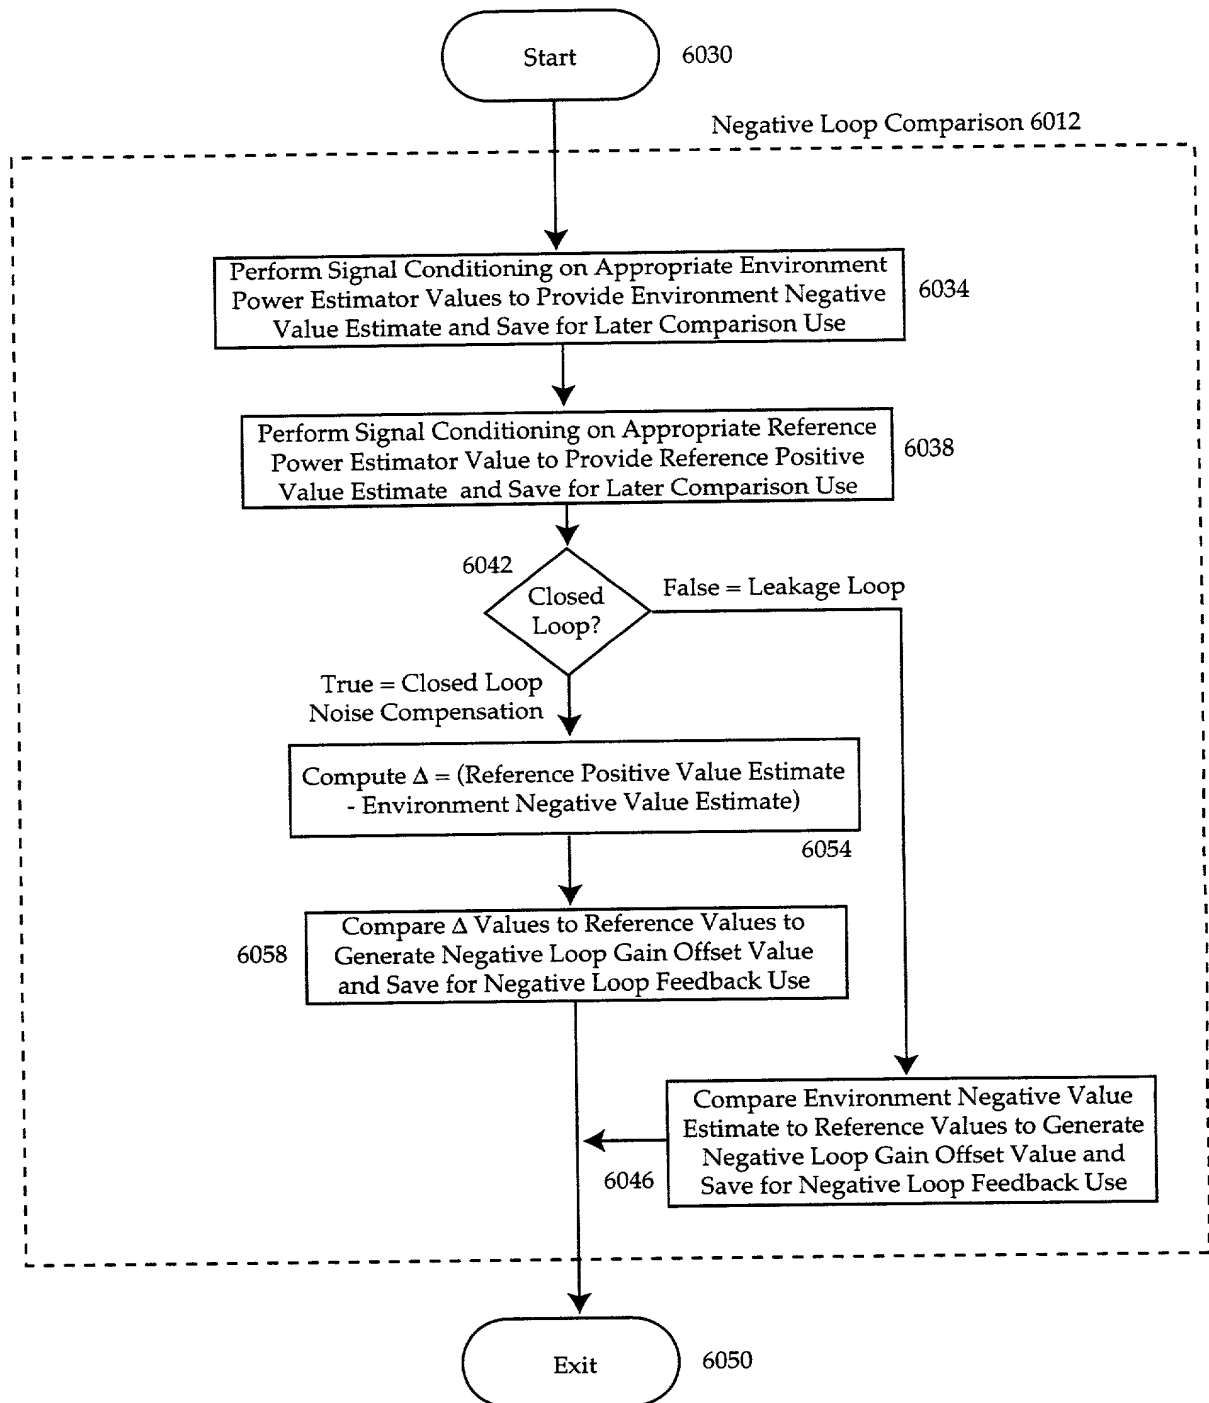 Start
6030
Negative Loop Comparison 6012
Perform Signal Conditioning on Appropriate Environment
Power Estimator Values to Provide Environment Negative
Value Estimate and Save for Later Comparison Use
6034
Perform Signal Conditioning on Appropriate Reference
Power Estimator Value to Provide Reference Positive
Value Estimate and Save for Later Comparison Use
6038
6042
Closed
Loop?
False = Leakage Loop
True = Closed Loop
Noise Compensation
Compute Δ = (Reference Positive Value Estimate
- Environment Negative Value Estimate)
6054
6058
Compare Δ Values to Reference Values to
Generate Negative Loop Gain Offset Value
and Save for Negative Loop Feedback Use
Compare Environment Negative Value
Estimate to Reference Values to Generate
Negative Loop Gain Offset Value and
Save for Negative Loop Feedback Use
6046
Exit
6050